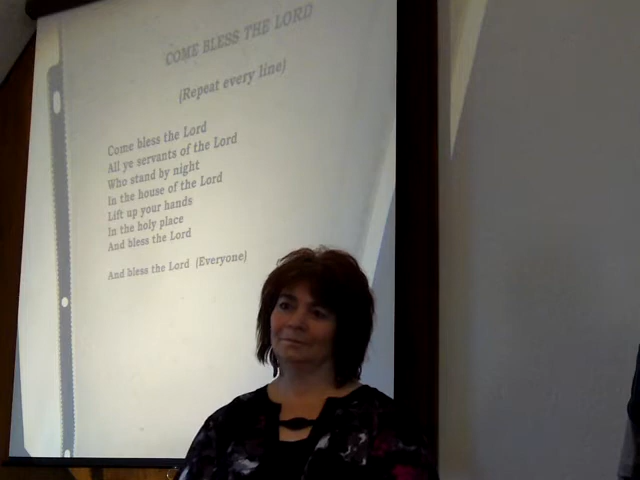 COME BLESS THE LORD
(Repeat every line)
Come bless the Lord
All ye servants of the Lord
Who stand by night
In the house of the Lord
Lift up your hands
In the holy place
And bless the Lord
And bless the Lord (Everyone)